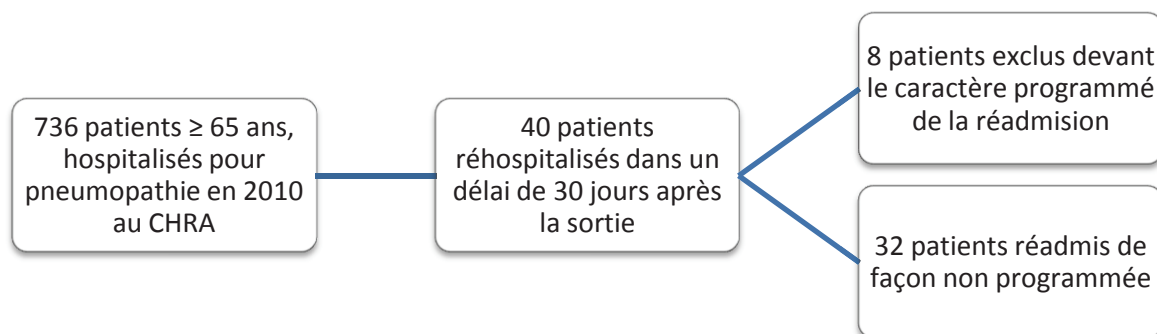 736 patients ≥ 65 ans,
hospitalisés pour
pneumopathie en 2010
au CHRA
40 patients
réhospitalisés dans un
délai de 30 jours après
la sortie
8 patients exclus devant
le caractère programmé
de la réadmision
32 patients réadmis de
façon non programmée